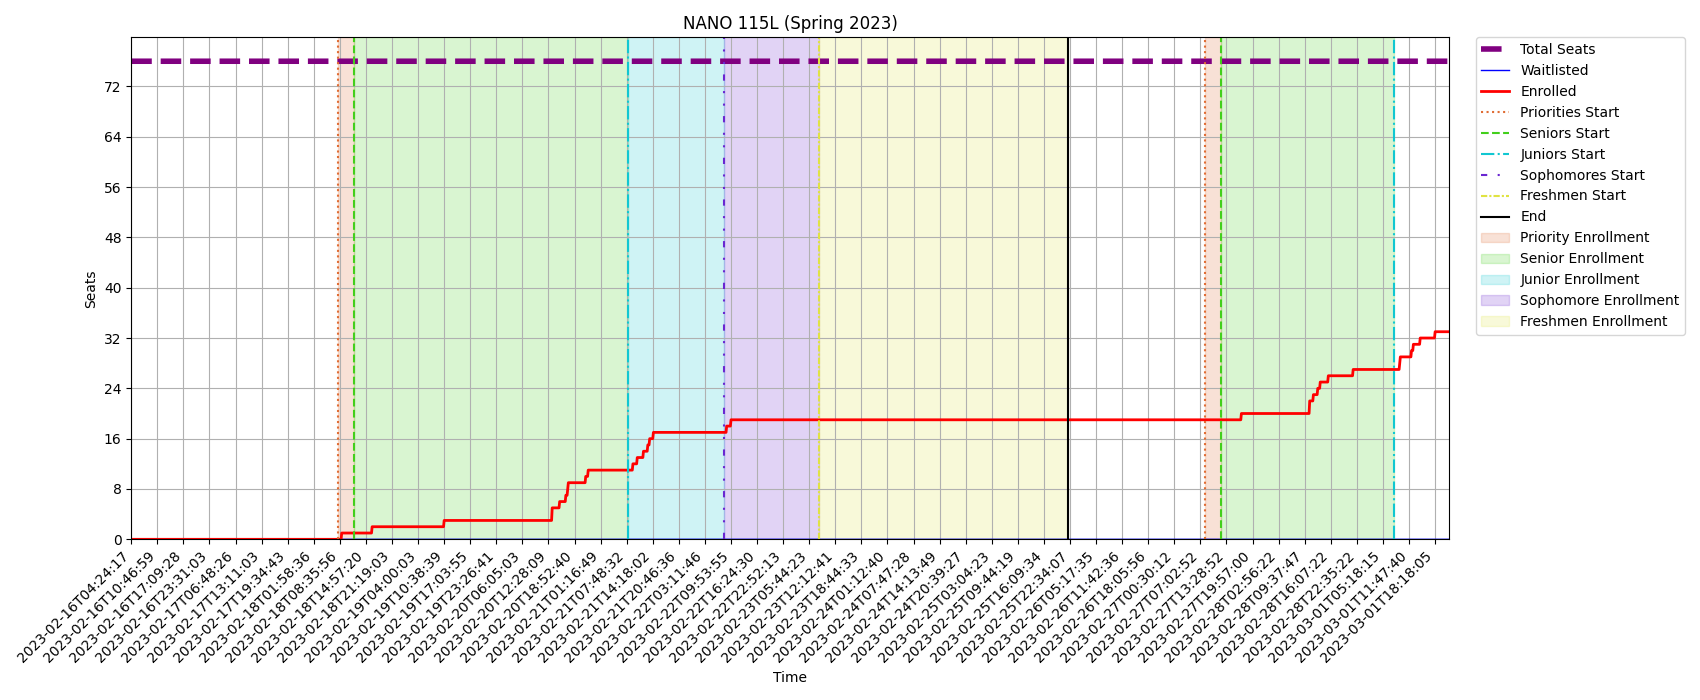 NANO 115L (Spring 2023)
Seats
72
64
56
48
40
32
24
16
8
0
2023-02-16T04:24:17
2023-02-16T10:46:59
2023-02-16T17:09:28
2023-02-16T23:31:03
2023-02-17T06:48:26
2023-02-17T13:11:03
2023-02-17T19:34:43
2023-02-18T01:58:36
2023-02-18T08:35:56
2023-02-18T14:57:20
2023-02-18T21:19:03
2023-02-19T04:00:03
2023-02-19T10:38:39
2023-02-19T17:03:55
2023-02-19T23:26:41
2023-02-20T06:05:03
2023-02-20T12:28:09
2023-02-20T18:52:40
2023-02-21T01:16:49
2023-02-21T07:48:32
2023-02-21T14:18:02
2023-02-21T20:46:36
2023-02-22T03:11:46
2023-02-22T09:53:55
2023-02-22T16:24:30
2023-02-22T22:52:13
2023-02-23T05:44:23
2023-02-23T12:12:41
2023-02-23T18:44:33
2023-02-24T01:12:40
2023-02-24T07:47:28
2023-02-24T14:13:49
2023-02-24T20:39:27
2023-02-25T03:04:23
2023-02-25T09:44:19
2023-02-25T16:09:34
2023-02-25T22:34:07
2023-02-26T05:17:35
2023-02-26T11:42:36
2023-02-26T18:05:56
2023-02-27T00:30:12
2023-02-27T07:02:52
2023-02-27T13:28:52
2023-02-27T19:57:00
2023-02-28T02:56:22
2023-02-28T09:37:47
2023-02-28T16:07:22
2023-02-28T22:35:22
2023-03-01T05:18:15
2023-03-01T11:47:40
2023-03-01T18:18:05
Time
Total Seats
Waitlisted
Enrolled
Priorities Start
Seniors Start
Juniors Start
Sophomores Start
Freshmen Start
End
Priority Enrollment
Senior Enrollment
Junior Enrollment
Sophomore Enrollment
Freshmen Enrollment